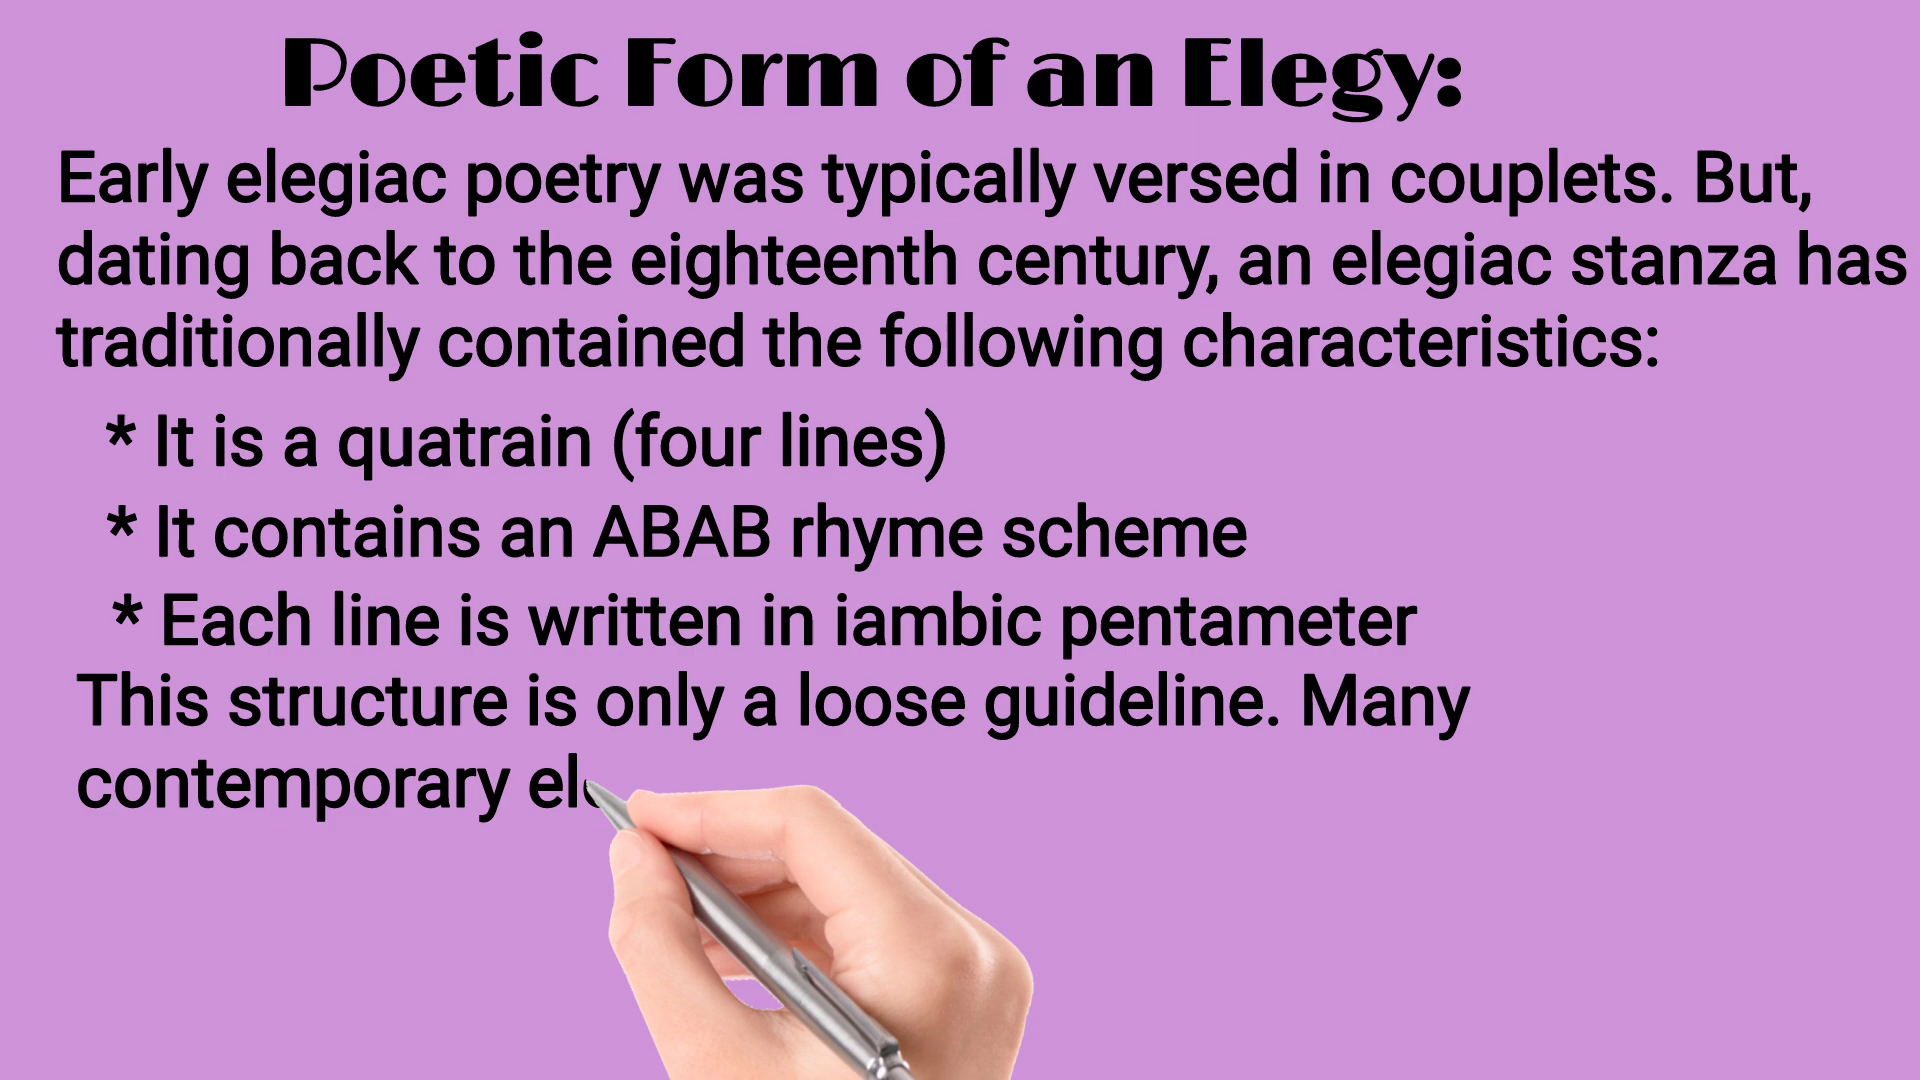 Poetic Form of an Elegy:
Early elegiac poetry was typically versed in couplets. But,
dating back to the eighteenth century, an elegiac stanza has
traditionally contained the following characteristics:
* It is a quatrain (four lines)
* It contains an ABAB rhyme scheme
* Each line is written in iambic pentameter
This structure is only a loose guideline. Many
contemporary